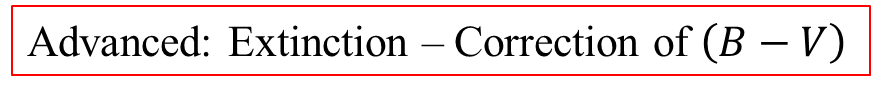 Advanced: Extinction – Correction of (B − V)